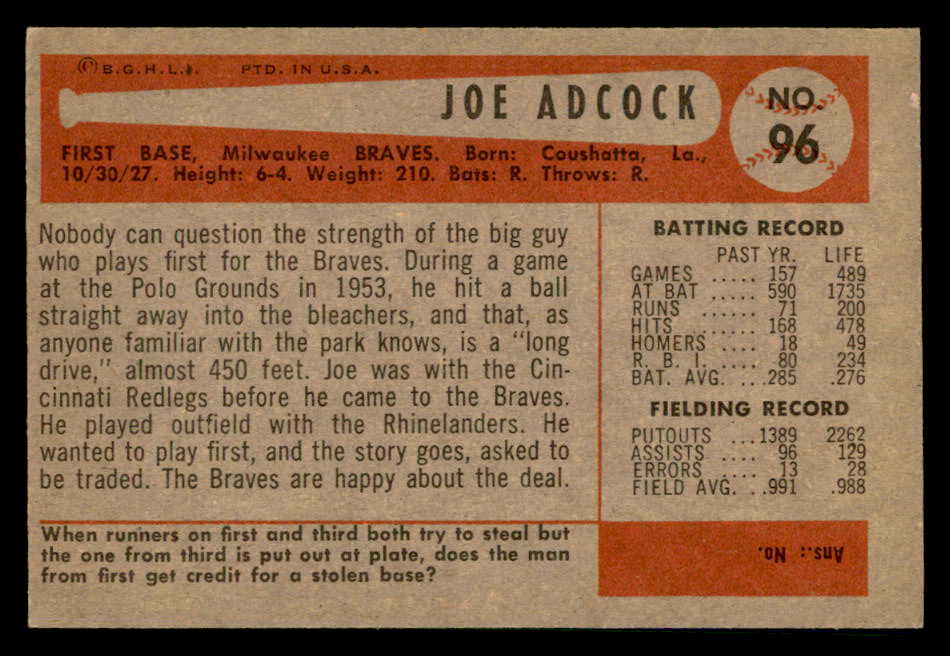 © B.G.H.L.I. PTD. IN U.S.A.
JOE ADCOCK
NO.
96
FIRST BASE, Milwaukee BRAVES. Born: Coushatta, La.,
10/30/27. Height: 6-4. Weight: 210. Bats: R. Throws: R.
Nobody can question the strength of the big guy
who plays first for the Braves. During a game
at the Polo Grounds in 1953, he hit a ball
straight away into the bleachers, and that, as
anyone familiar with the park knows, is a “long
drive,” almost 450 feet. Joe was with the Cin-
cinnati Redlegs before he came to the Braves.
He played outfield with the Rhinelanders. He
wanted to play first, and the story goes, asked to
be traded. The Braves are happy about the deal.
When runners on first and third both try to steal but
the one from third is put out at plate, does the man
from first get credit for a stolen base?
BATTING RECORD
PAST YR. LIFE
GAMES ..... 157 489
AT BAT ..... 590 1735
RUNS ...... 71 200
HITS ....... 168 478
HOMERS .... 18 49
R. B. I. .... 80 234
BAT. AVG. ...285 .276
FIELDING RECORD
PUTOUTS ...1389 2262
ASSISTS .... 96 129
ERRORS .... 13 28
FIELD AVG. ..991 .988
Ans.: No.